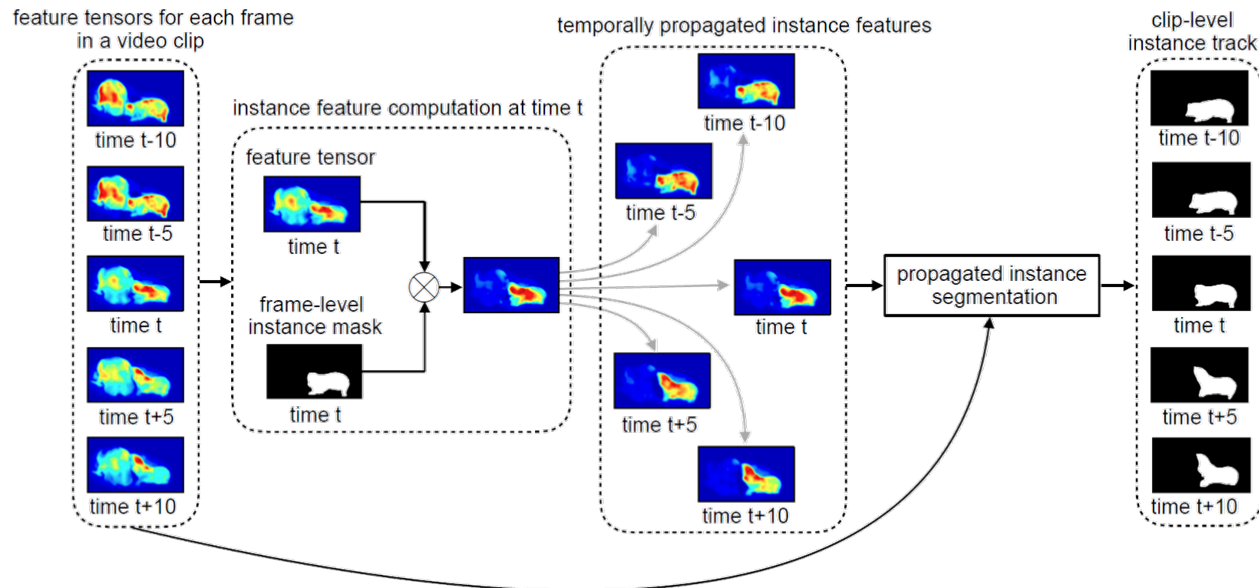 feature tensors for each frame
in a video clip
time t-10
time t-5
time t
time t+5
time t+10
instance feature computation at time t
feature tensor
time t
frame-level
instance mask
time t
temporally propagated instance features
time t-10
time t-5
time t
time t+5
time t+10
propagated instance
segmentation
clip-level
instance track
time t-10
time t-5
time t
time t+5
time t+10